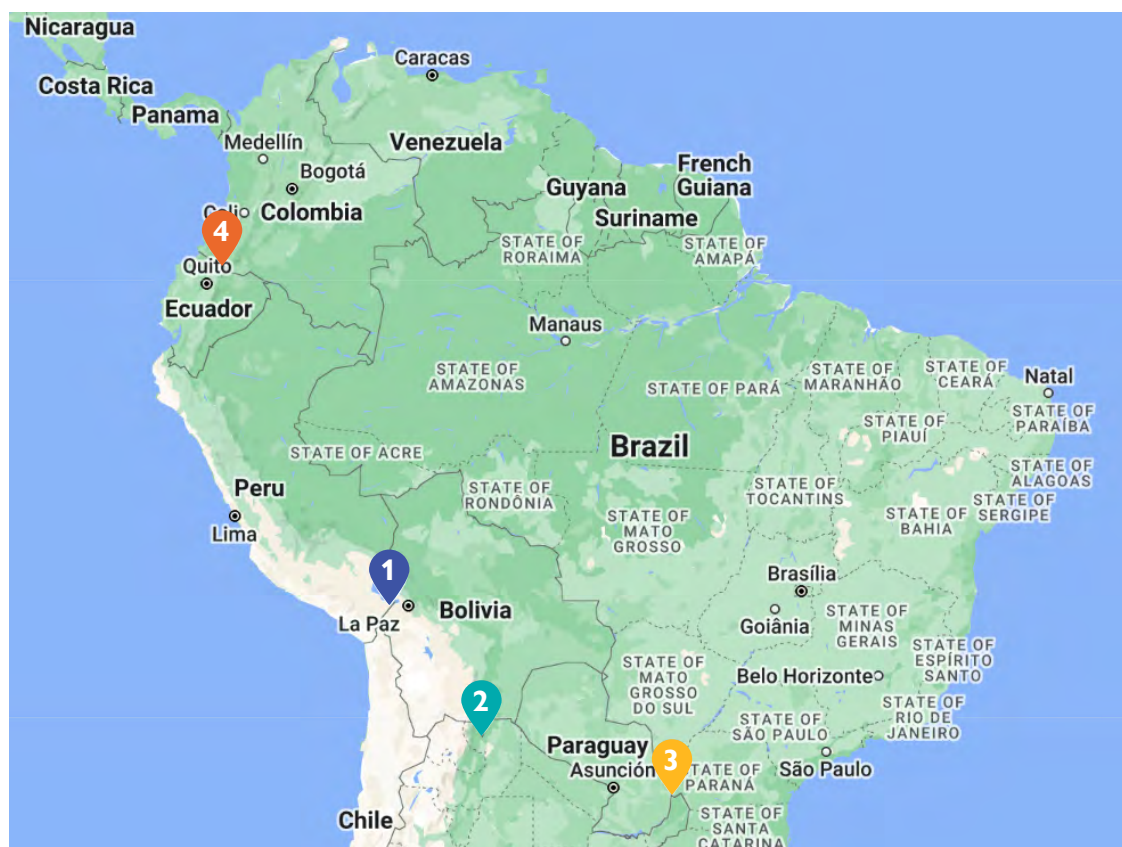 Nicaragua
Caracas
Costa Rica
Panama
Medellín
Venezuela
Bogotá
French
Guiana
Guyana
Cali
Colombia
Suriname
4
STATE OF
RORAIMA
STATE OF
AMAPÁ
Quito
Ecuador
Manaus
STATE OF
AMAZONAS
STATE OF PARÁ
STATE OF
MARANHÃO
STATE OF
CEARÁ
Natal
STATE OF
PARAÍBA
STATE OF
PIAUÍ
STATE OF ACRE
Brazil
STATE OF
ALAGOAS
Peru
STATE OF
RONDÔNIA
STATE OF
TOCANTINS
STATE OF
SERGIPE
Lima
STATE OF
MATO
GROSSO
STATE OF
BAHIA
1
Brasília
La Paz
Bolivia
Goiânia
STATE OF
MINAS
GERAIS
STATE OF
ESPÍRITO
SANTO
STATE OF
MATO
GROSSO
DO SUL
Belo Horizonte
2
STATE OF
RIO DE
JANEIRO
STATE OF
SÃO PAULO
Paraguay
3
Asunción
STATE OF
PARANÁ
São Paulo
Chile
STATE OF
SANTA
CATARINA